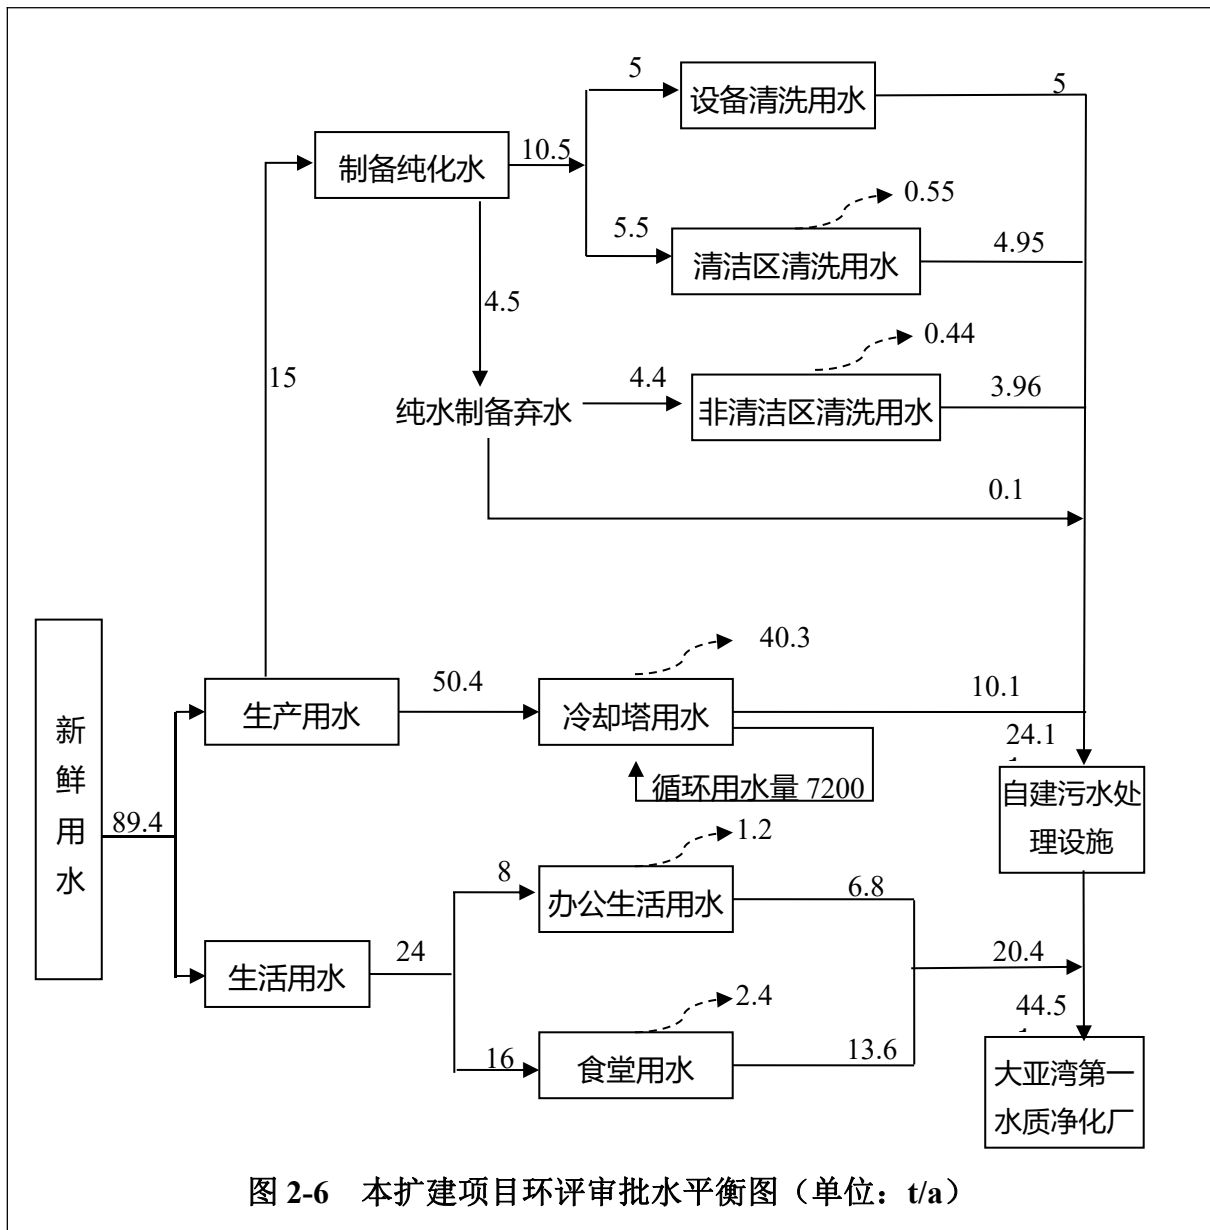 5
设备清洗用水
5
制备纯化水
10.5
0.55
5.5
清洁区清洗用水
4.95
4.5
0.44
15
4.4
3.96
纯水制备弃水
非清洁区清洗用水
0.1
40.3
50.4
10.1
生产用水
冷却塔用水
24.1
新
鲜
用
水
循环用水量 7200
自建污水处
理设施
89.4
1.2
8
办公生活用水
6.8
24
20.4
生活用水
2.4
44.5
16
食堂用水
13.6
大亚湾第一
水质净化厂
图 2-6 本扩建项目环评审批水平衡图（单位：t/a）